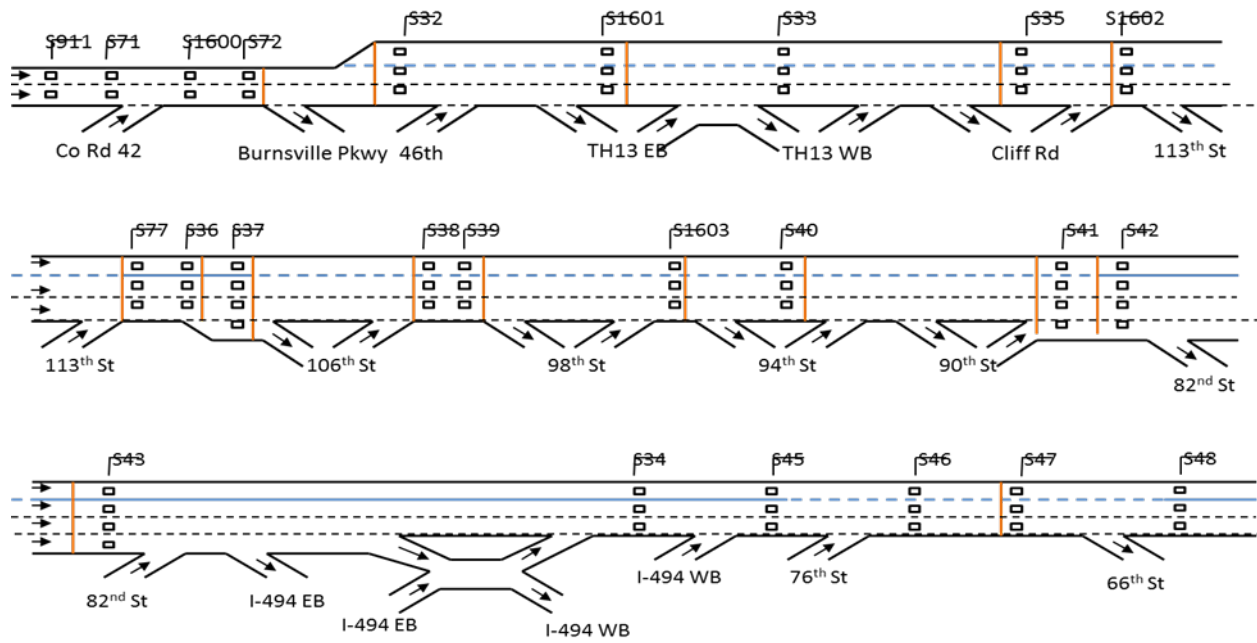 S911 S71 S1600 S72 S32 S1601 S33 S35 S1602
Co Rd 42 Burnsville Pkwy 46th TH13 EB TH13 WB Cliff Rd 113th St
S77 S36 S37 S38 S39 S1603 S40 S41 S42
113th St 106th St 98th St 94th St 90th St 82nd St
S43 S34 S45 S46 S47 S48
82nd St I-494 EB I-494 EB I-494 WB I-494 WB 76th St 66th St